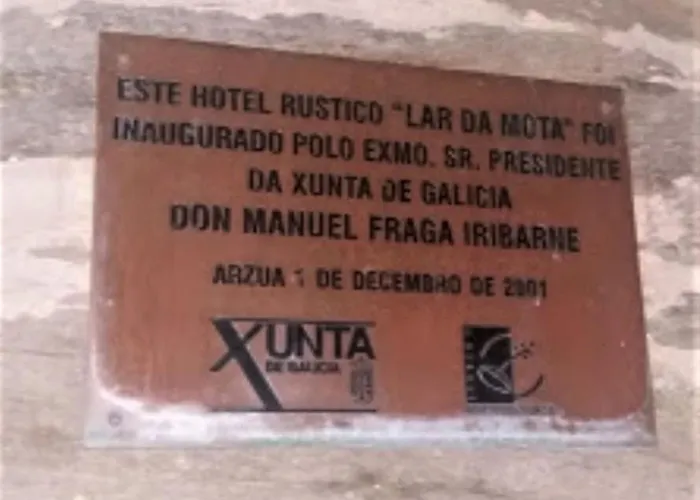 ESTE HOTEL RUSTICO "LAR DA MOTA" FOI
INAUGURADO POLO EXMO. SR. PRESIDENTE
DA XUNTA DE GALICIA
DON MANUEL FRAGA IRIBARNE
ARZUA 1 DE DECEMBRO DE 2001
XUNTA
DE GALICIA